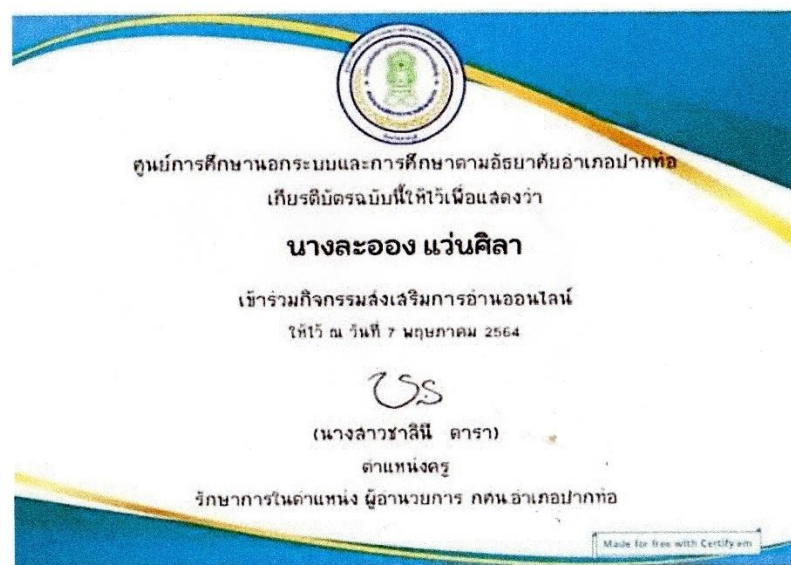 ศูนย์การศึกษานอกระบบและการศึกษาตามอัธยาศัยอำเภอปากท่อ
เกียรติบัตรฉบับนี้ให้ไว้เพื่อแสดงว่า
นางละออง แว่นศิลา
เข้าร่วมกิจกรรมส่งเสริมการอ่านออนไลน์
ให้ไว้ ณ วันที่ 7 พฤษภาคม 2564
(นางสาวชาลินี ดารา)
ตำแหน่งครู
รักษาการในตำแหน่ง ผู้อำนวยการ กศน.อำเภอปากท่อ
Made for free with Certify'em